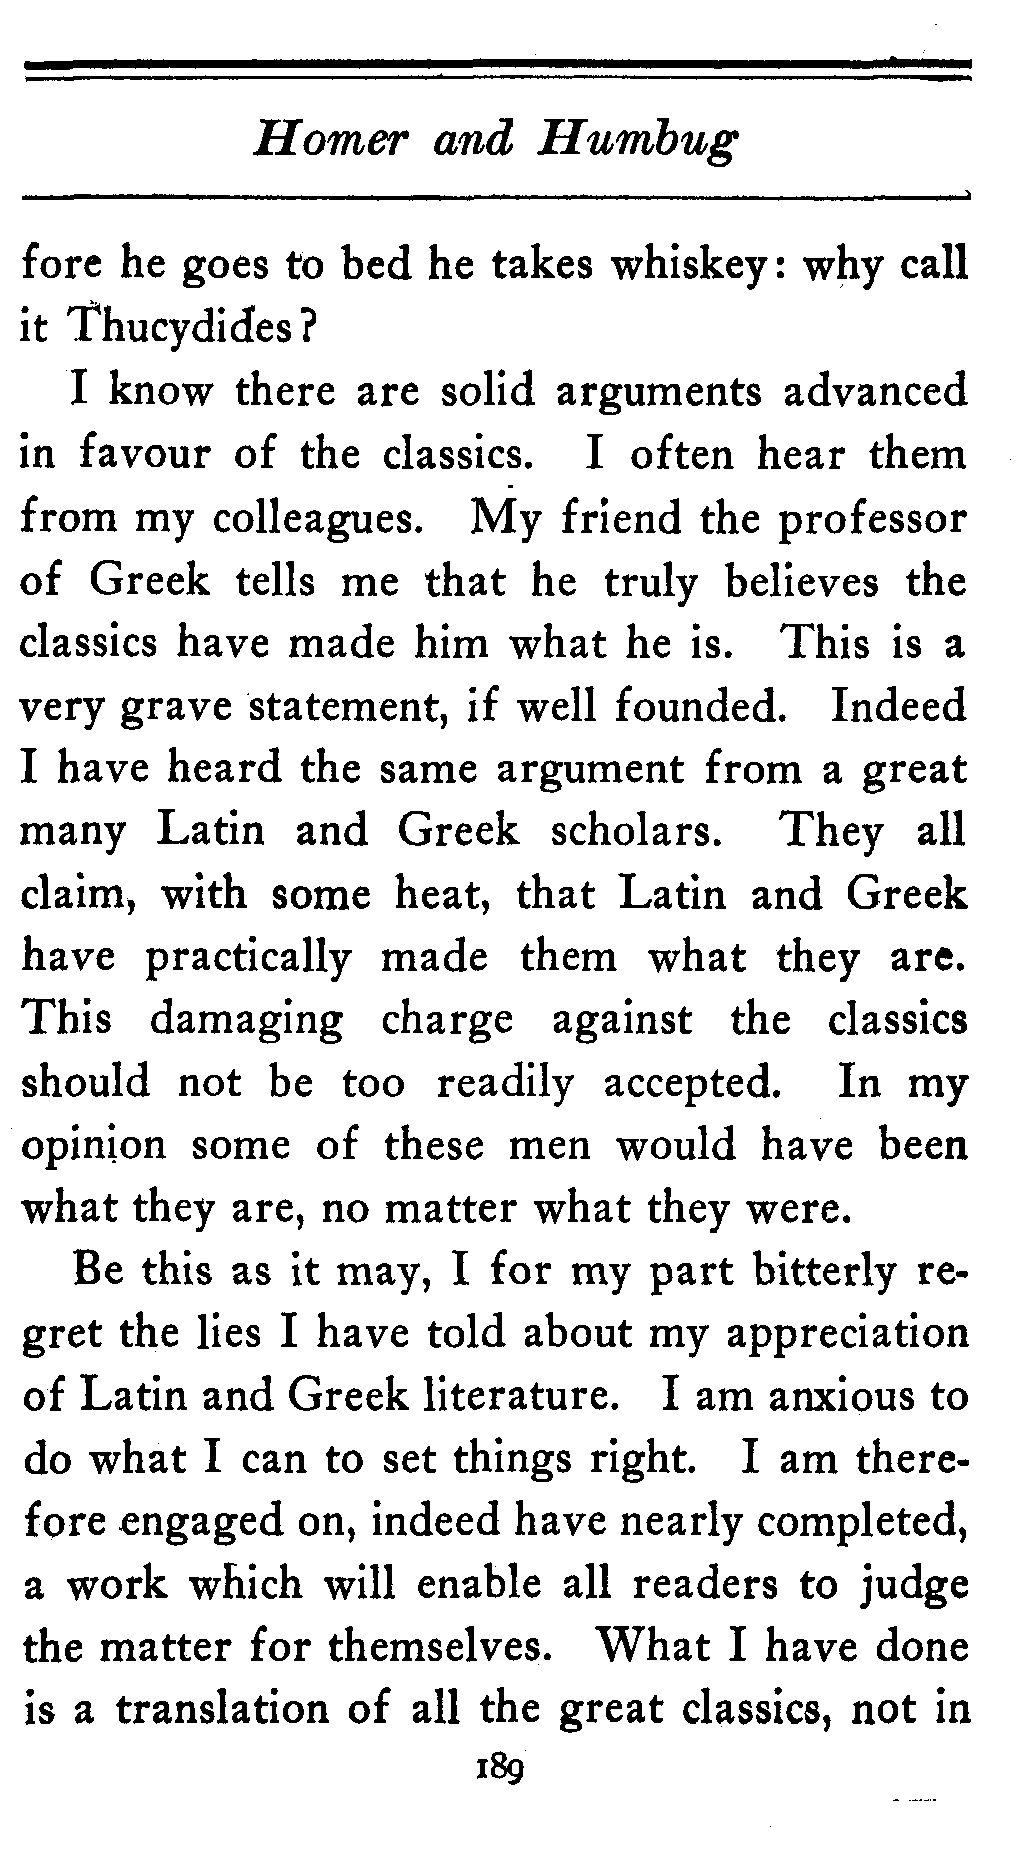 Homer and Humbug
fore he goes to bed he takes whiskey: why call
it Thucydides?
I know there are solid arguments advanced
in favour of the classics. I often hear them
from my colleagues. My friend the professor
of Greek tells me that he truly believes the
classics have made him what he is. This is a
very grave statement, if well founded. Indeed
I have heard the same argument from a great
many Latin and Greek scholars. They all
claim, with some heat, that Latin and Greek
have practically made them what they are.
This damaging charge against the classics
should not be too readily accepted. In my
opinion some of these men would have been
what they are, no matter what they were.
Be this as it may, I for my part bitterly re-
gret the lies I have told about my appreciation
of Latin and Greek literature. I am anxious to
do what I can to set things right. I am there-
fore engaged on, indeed have nearly completed,
a work which will enable all readers to judge
the matter for themselves. What I have done
is a translation of all the great classics, not in
189